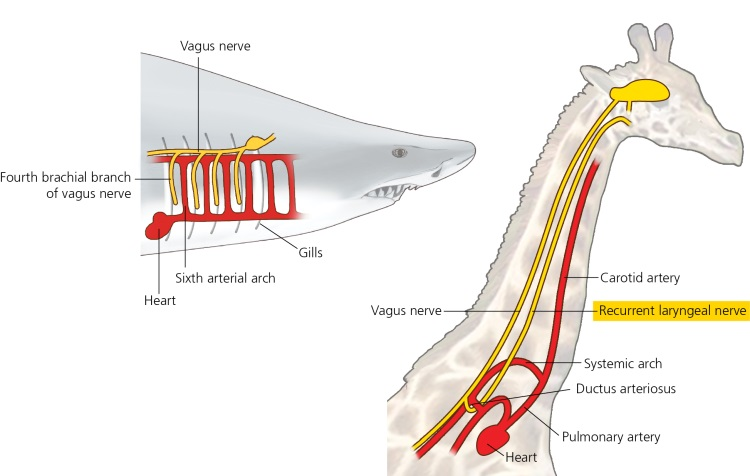 Vagus nerve
Fourth brachial branch
of vagus nerve
Gills
Sixth arterial arch
Heart
Carotid artery
Vagus nerve
Recurrent laryngeal nerve
Systemic arch
Ductus arteriosus
Pulmonary artery
Heart